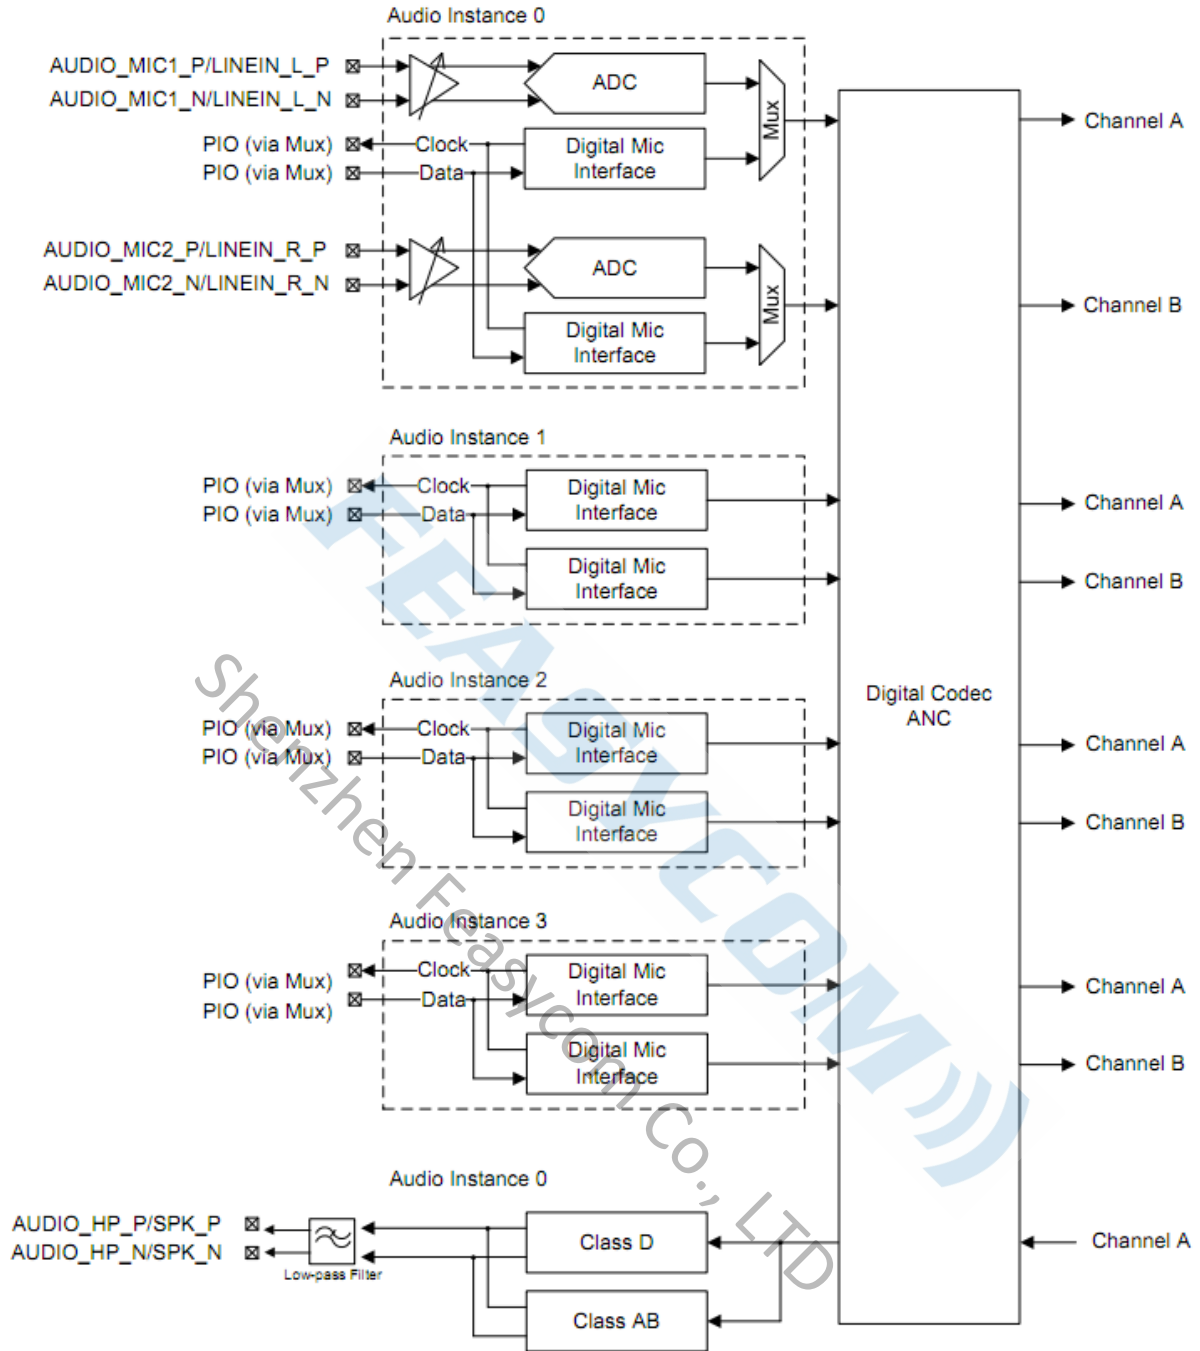 Audio Instance 0
AUDIO_MIC1_P/LINEIN_L_P
AUDIO_MIC1_N/LINEIN_L_N
ADC
Mux
Channel A
PIO (via Mux)
Clock
PIO (via Mux)
Data
Digital Mic
Interface
AUDIO_MIC2_P/LINEIN_R_P
AUDIO_MIC2_N/LINEIN_R_N
ADC
Mux
Channel B
Digital Mic
Interface
Audio Instance 1
PIO (via Mux)
Clock
PIO (via Mux)
Data
Digital Mic
Interface
Channel A
Digital Mic
Interface
Channel B
Audio Instance 2
Digital Codec
ANC
PIO (via Mux)
Clock
PIO (via Mux)
Data
Digital Mic
Interface
Channel A
Digital Mic
Interface
Channel B
Audio Instance 3
PIO (via Mux)
Clock
PIO (via Mux)
Data
Digital Mic
Interface
Channel A
Digital Mic
Interface
Channel B
Audio Instance 0
AUDIO_HP_P/SPK_P
AUDIO_HP_N/SPK_N
Low-pass Filter
Class D
Channel A
Class AB
FEASYCOM
Shenzhen Feasycom Co., LTD